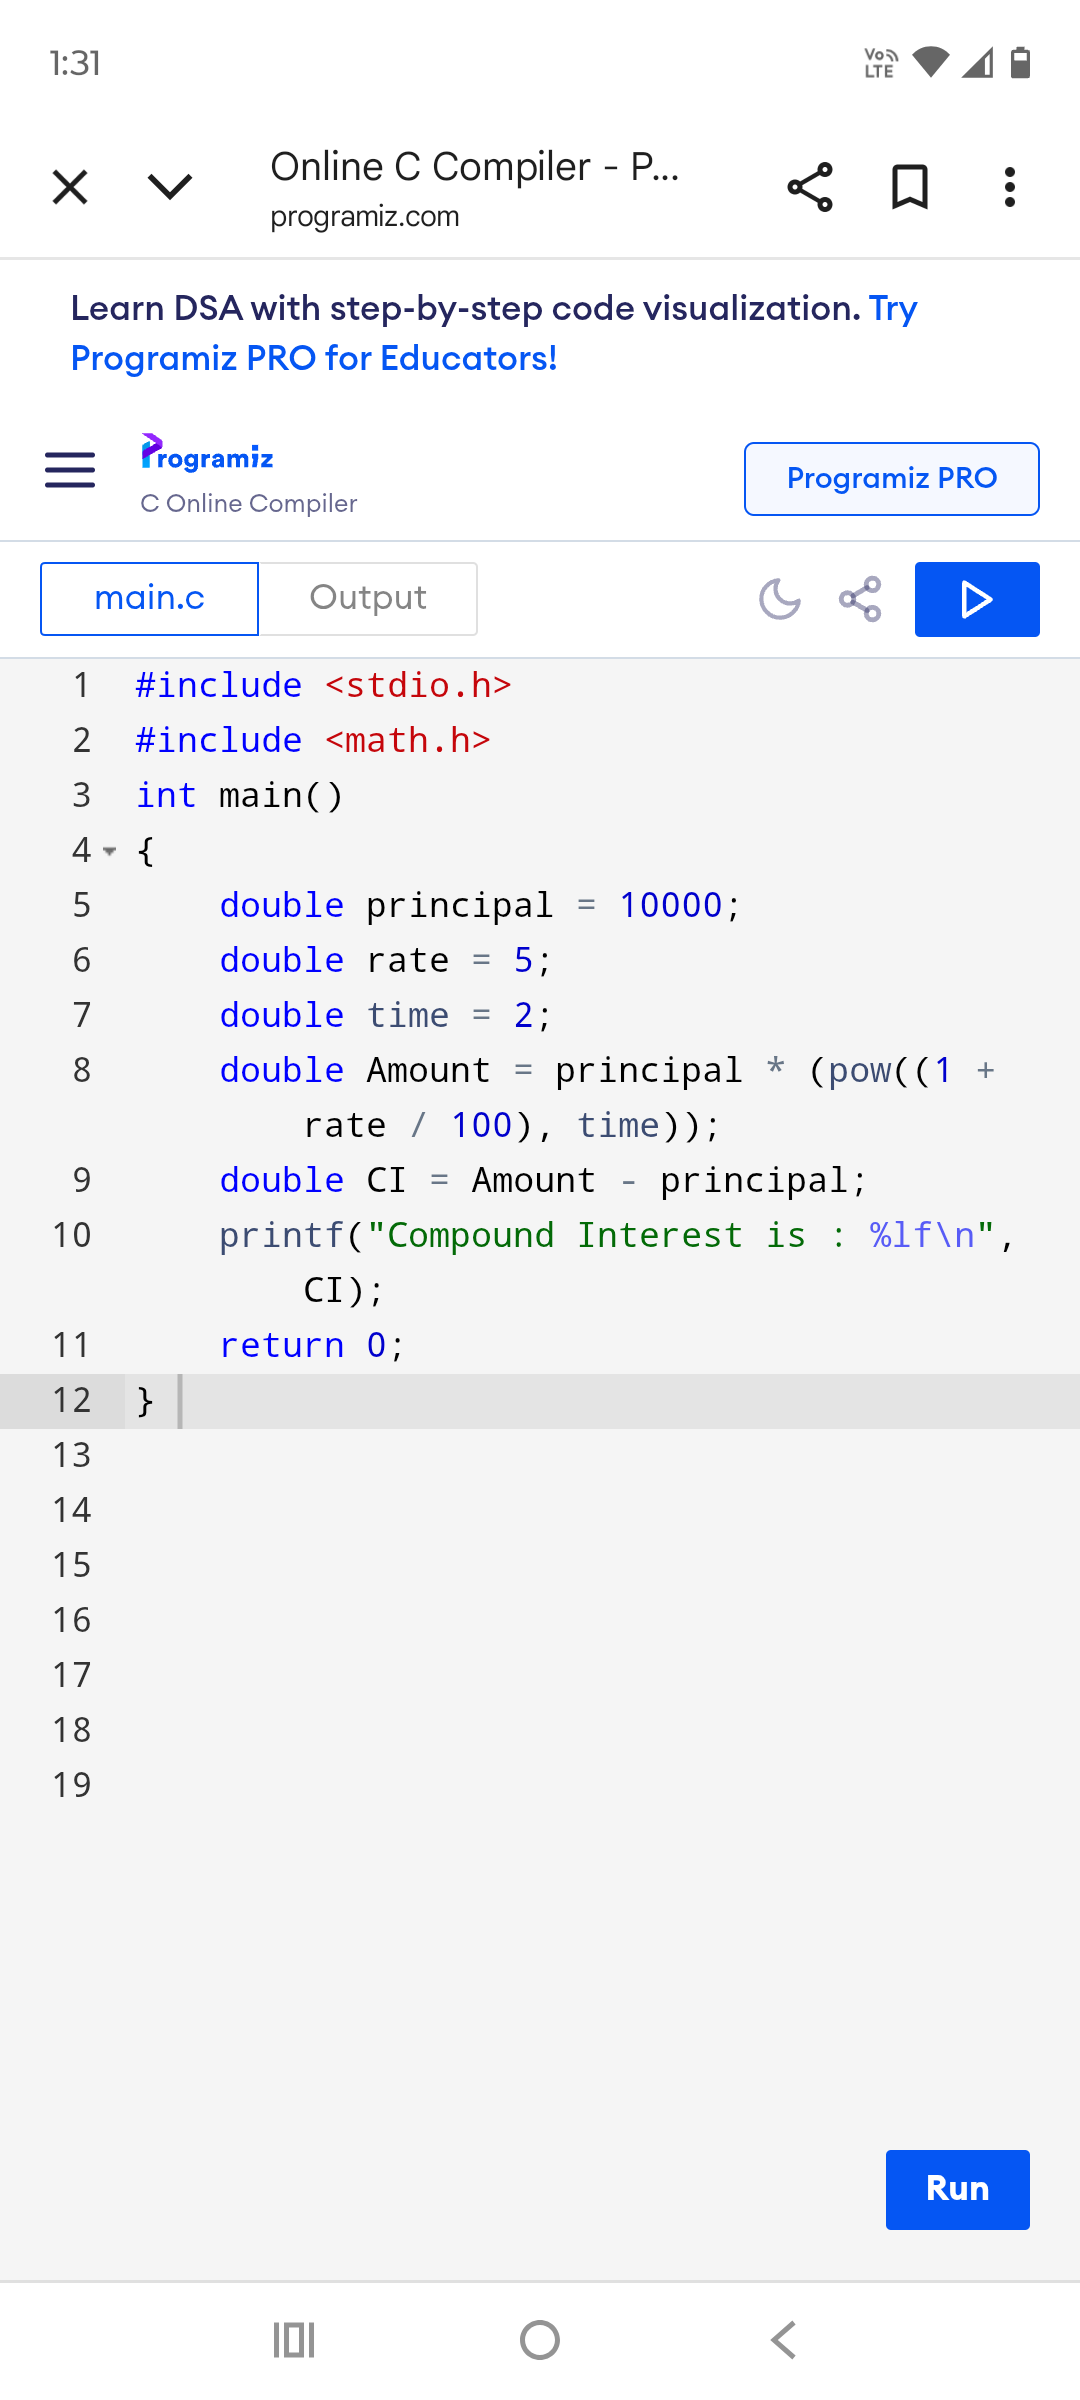 1:31
Vo LTE
Online C Compiler - P...
programiz.com
Learn DSA with step-by-step code visualization. Try
Programiz PRO for Educators!
Programiz
C Online Compiler
Programiz PRO
main.c
Output
1 #include <stdio.h>
2 #include <math.h>
3 int main()
4 {
5     double principal = 10000;
6     double rate = 5;
7     double time = 2;
8     double Amount = principal * (pow((1 +
rate / 100), time));
9     double CI = Amount - principal;
10     printf("Compound Interest is : %lf\n",
CI);
11     return 0;
12 }
13
14
15
16
17
18
19
Run